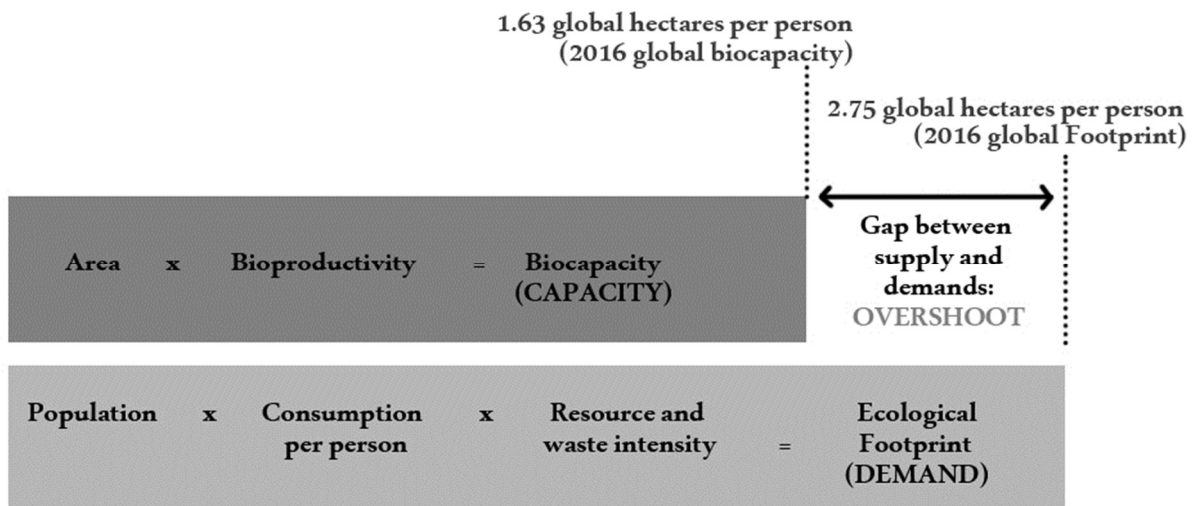 1.63 global hectares per person
(2016 global biocapacity)
2.75 global hectares per person
(2016 global Footprint)
Area x Bioproductivity = Biocapacity
(CAPACITY)
Gap between
supply and
demands:
OVERSHOOT
Population x Consumption x Resource and Ecological
per person waste intensity = Footprint
(DEMAND)